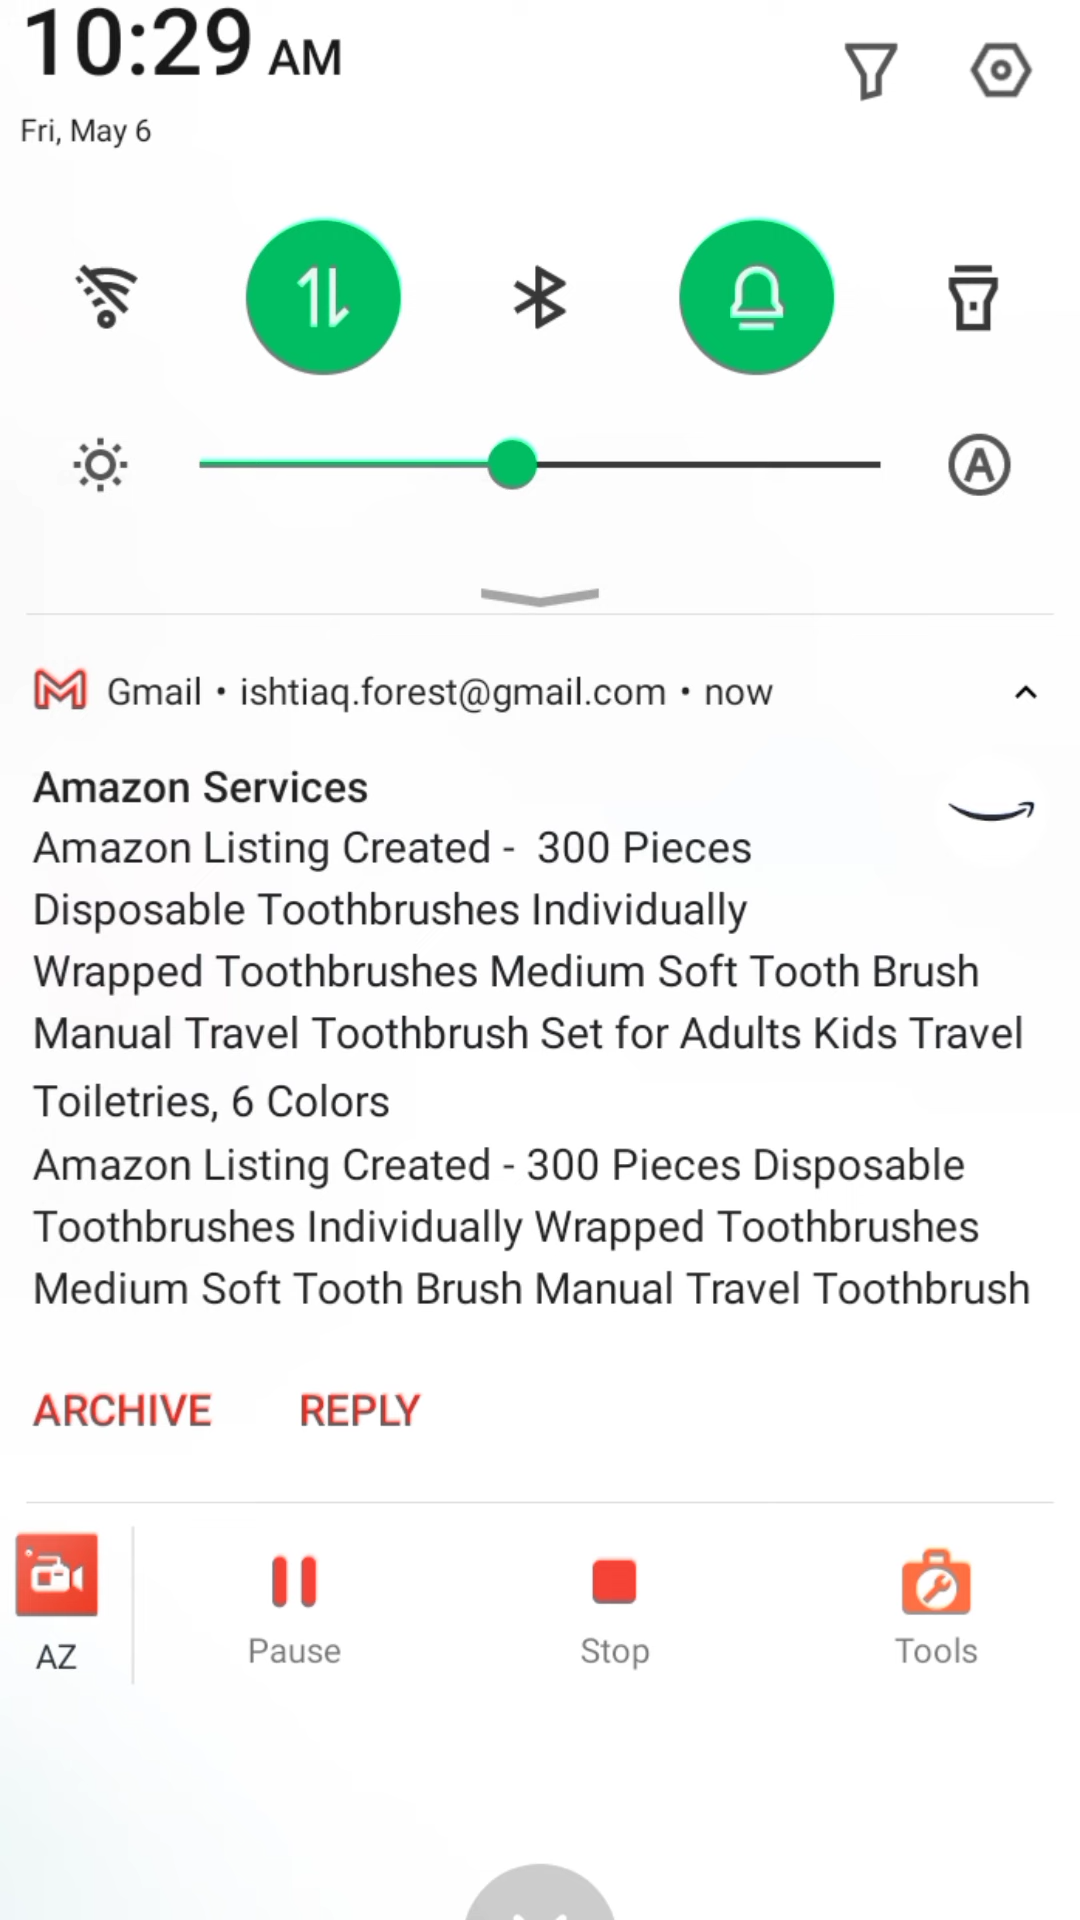 10:29 AM
Fri, May 6
A
Gmail • ishtiaq.forest@gmail.com • now
Amazon Services
Amazon Listing Created -  300 Pieces
Disposable Toothbrushes Individually
Wrapped Toothbrushes Medium Soft Tooth Brush
Manual Travel Toothbrush Set for Adults Kids Travel
Toiletries, 6 Colors
Amazon Listing Created - 300 Pieces Disposable
Toothbrushes Individually Wrapped Toothbrushes
Medium Soft Tooth Brush Manual Travel Toothbrush
ARCHIVE REPLY
AZ Pause Stop Tools